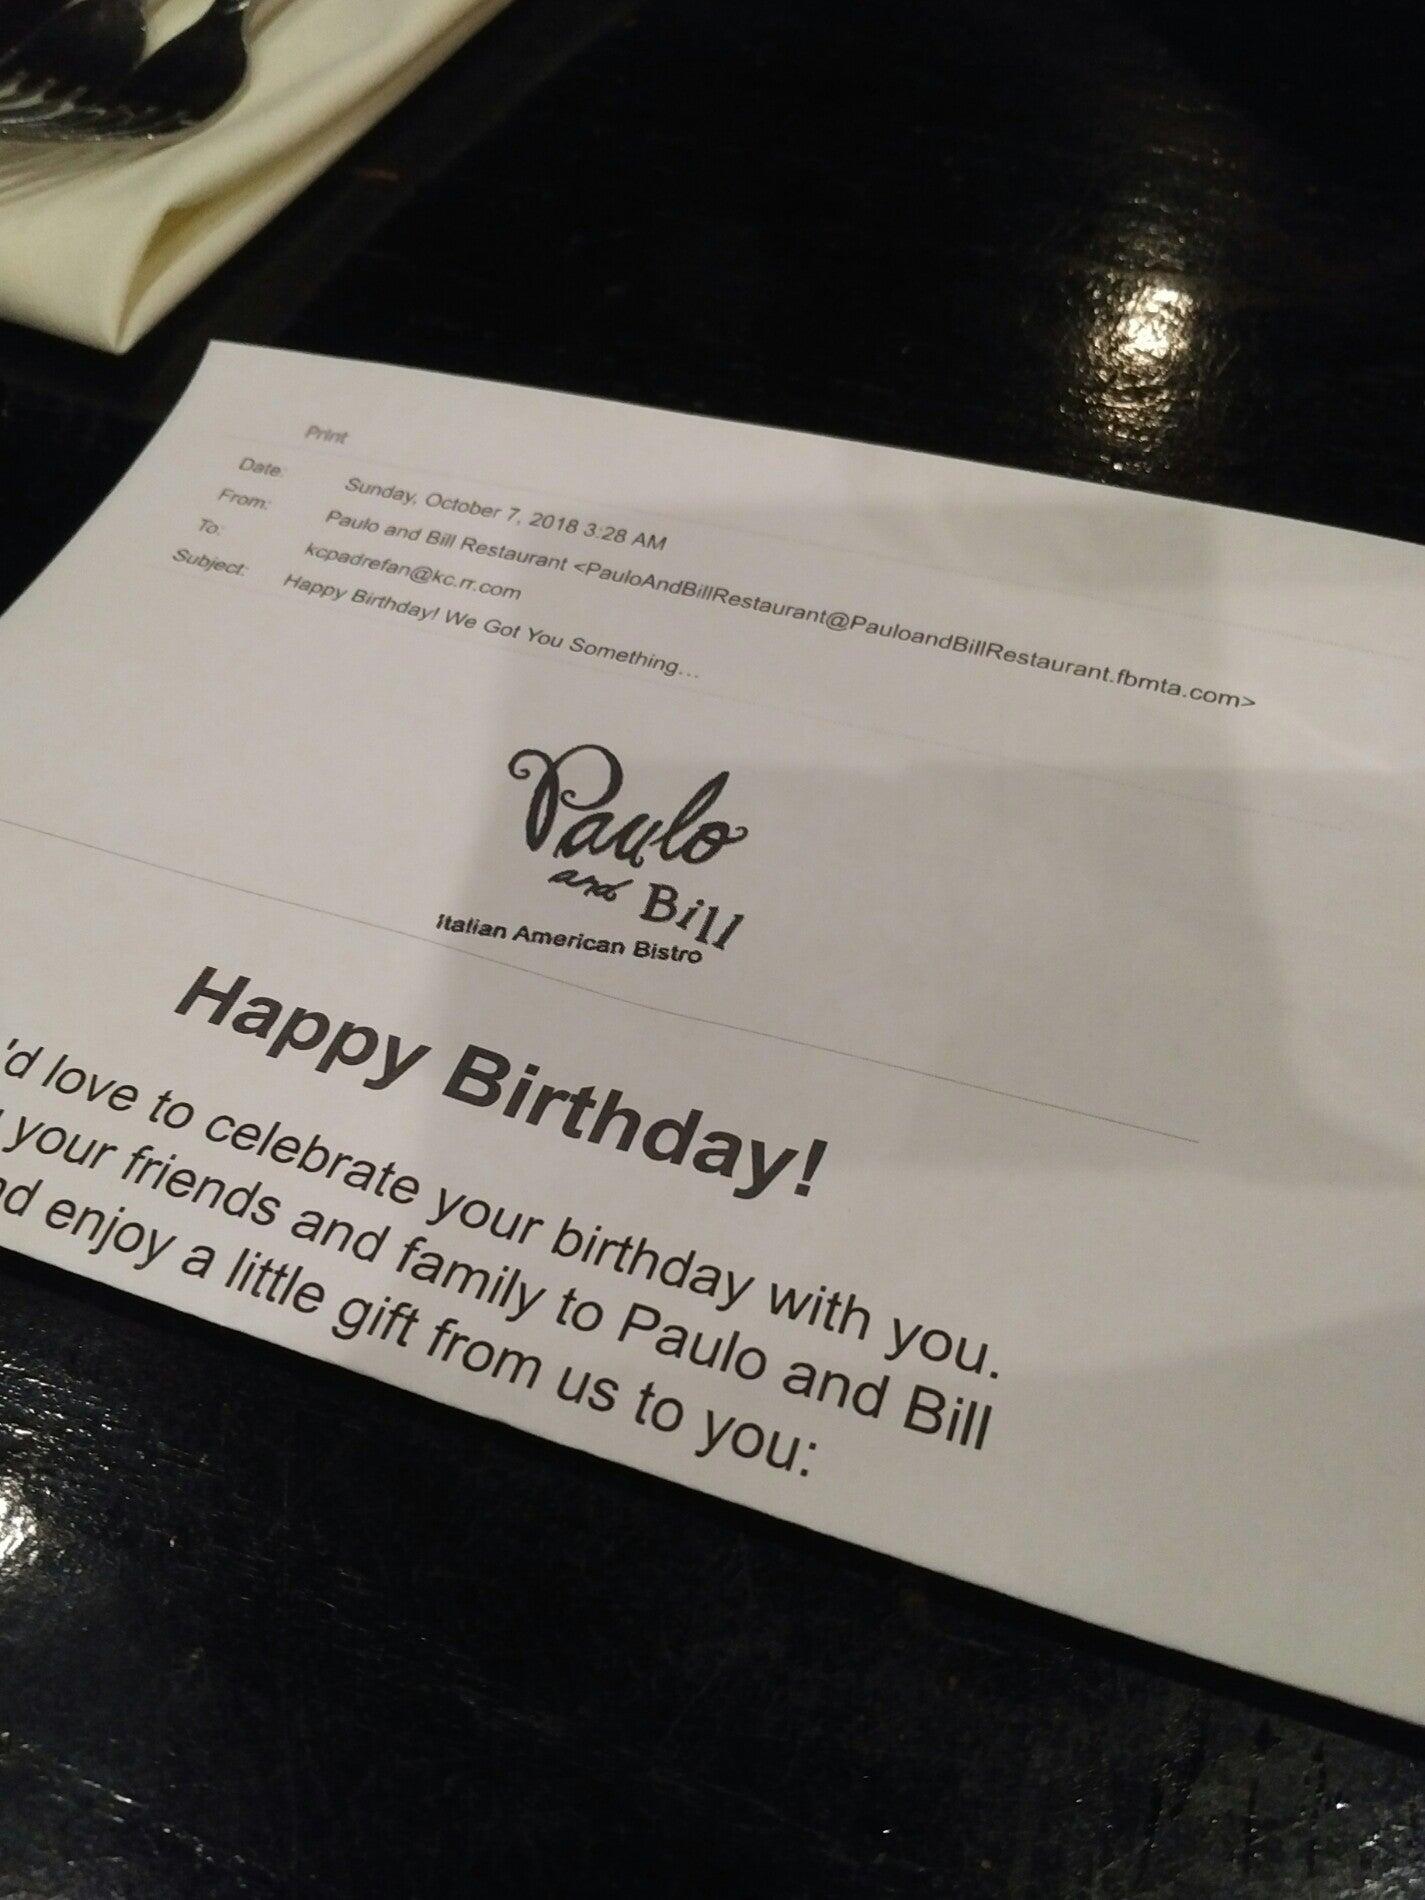 Print
Date: Sunday, October 7, 2018 3:28 AM
From: Paulo and Bill Restaurant <PauloAndBillRestaurant@PauloandBillRestaurant.fbmta.com>
To: kcpadrefan@kc.rr.com
Subject: Happy Birthday! We Got You Something...
Paulo
and Bill
Italian American Bistro
Happy Birthday!
'd love to celebrate your birthday with you.
your friends and family to Paulo and Bill
enjoy a little gift from us to you: